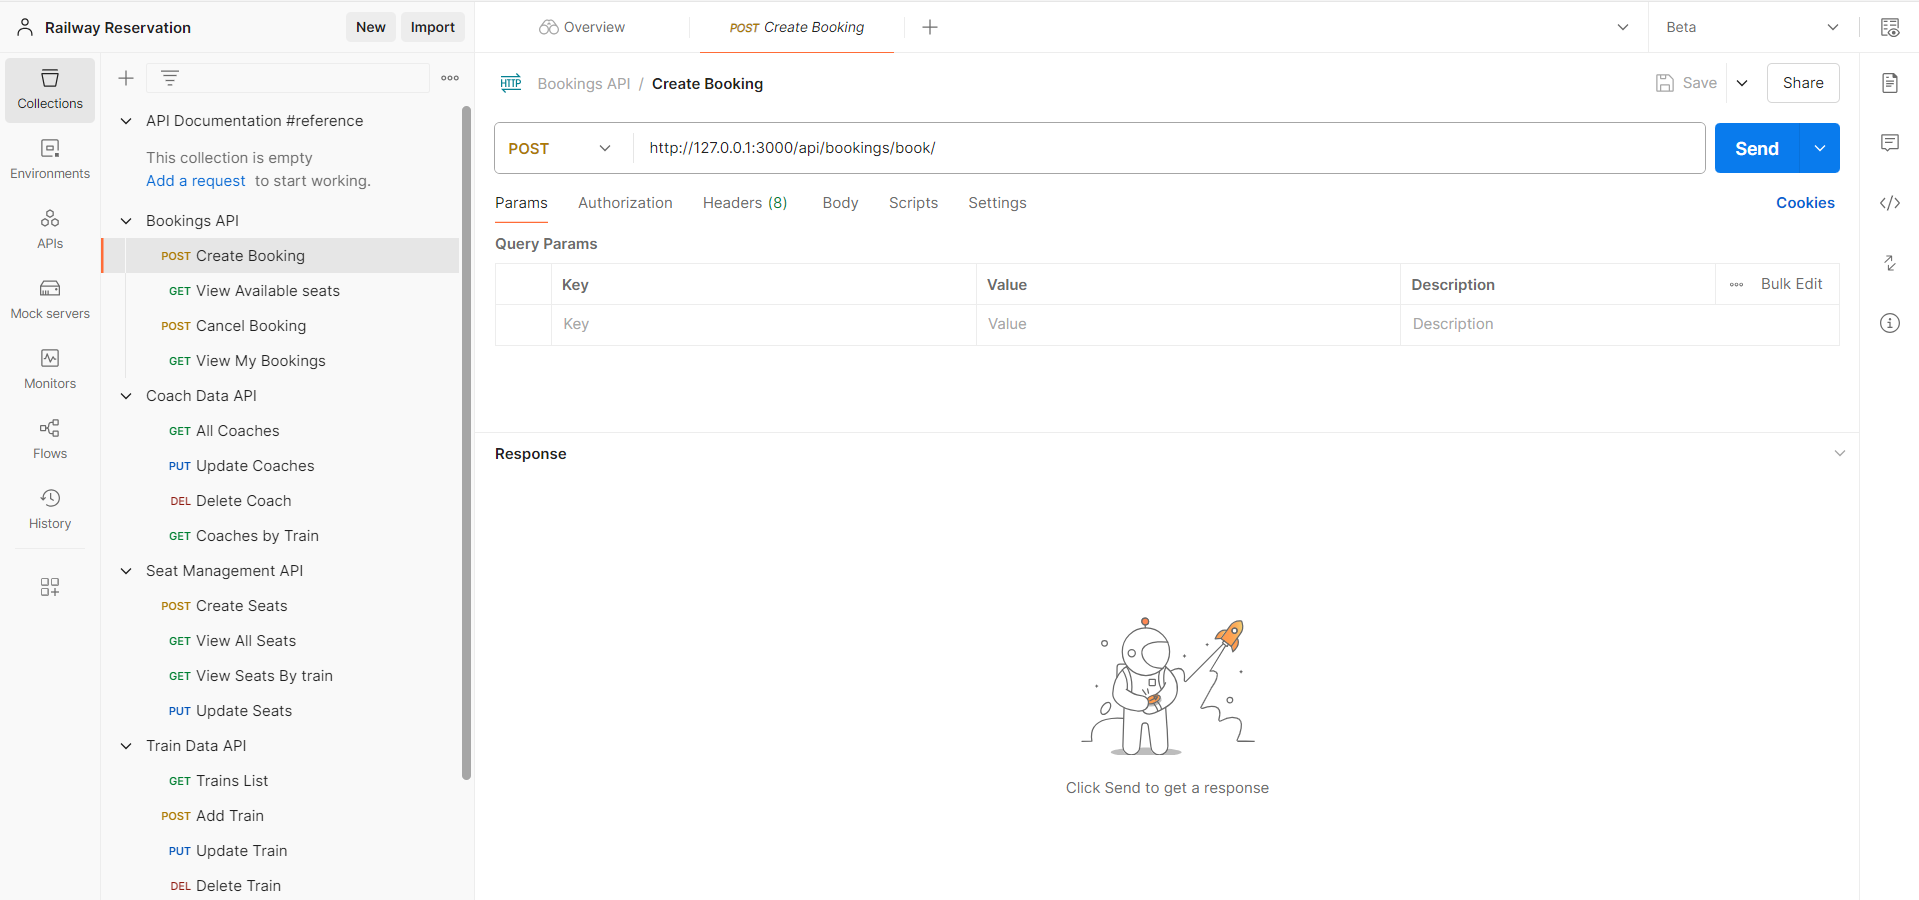 Railway Reservation
New
Import
Overview
POST Create Booking
Beta
Collections
Environments
APIs
Mock servers
Monitors
Flows
History
API Documentation #reference
This collection is empty
Add a request to start working.
Bookings API
POST Create Booking
GET View Available seats
POST Cancel Booking
GET View My Bookings
Coach Data API
GET All Coaches
PUT Update Coaches
DEL Delete Coach
GET Coaches by Train
Seat Management API
POST Create Seats
GET View All Seats
GET View Seats By train
PUT Update Seats
Train Data API
GET Trains List
POST Add Train
PUT Update Train
DEL Delete Train
HTTP Bookings API / Create Booking
Save
Share
POST
http://127.0.0.1:3000/api/bookings/book/
Send
Params Authorization Headers (8) Body Scripts Settings
Cookies
Query Params
Key Value Description Bulk Edit
Key Value Description
Response
Click Send to get a response